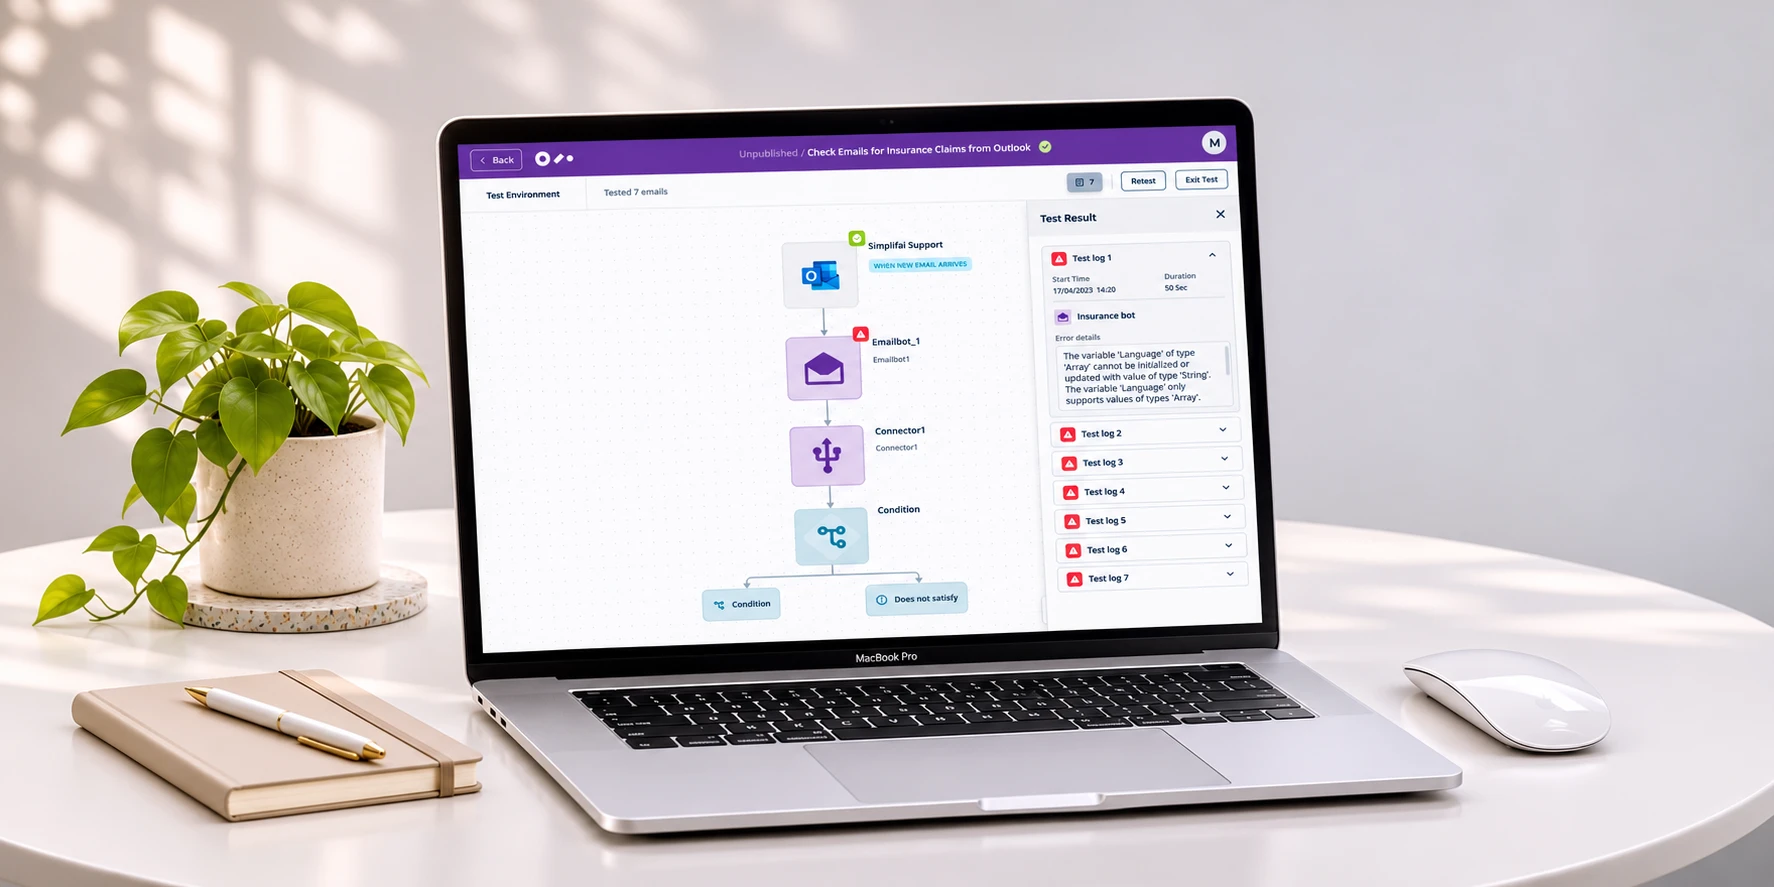 Back
Unpublished / Check Emails for Insurance Claims from Outlook
M
Test Environment
Tested 7 emails
7
Retest
Exit Test
Simplifai Support
WHEN NEW EMAIL ARRIVES
Emailbot_1
Emailbot1
Connector1
Connector1
Condition
Condition
Does not satisfy
Test Result
Test log 1
Start Time
Duration
17/04/2023 14:20
50 Sec
Insurance bot
Error details
The variable 'Language' of type
'Array' cannot be initialized or
updated with value of type 'String'.
The variable 'Language' only
supports values of types 'Array'.
Test log 2
Test log 3
Test log 4
Test log 5
Test log 6
Test log 7
MacBook Pro